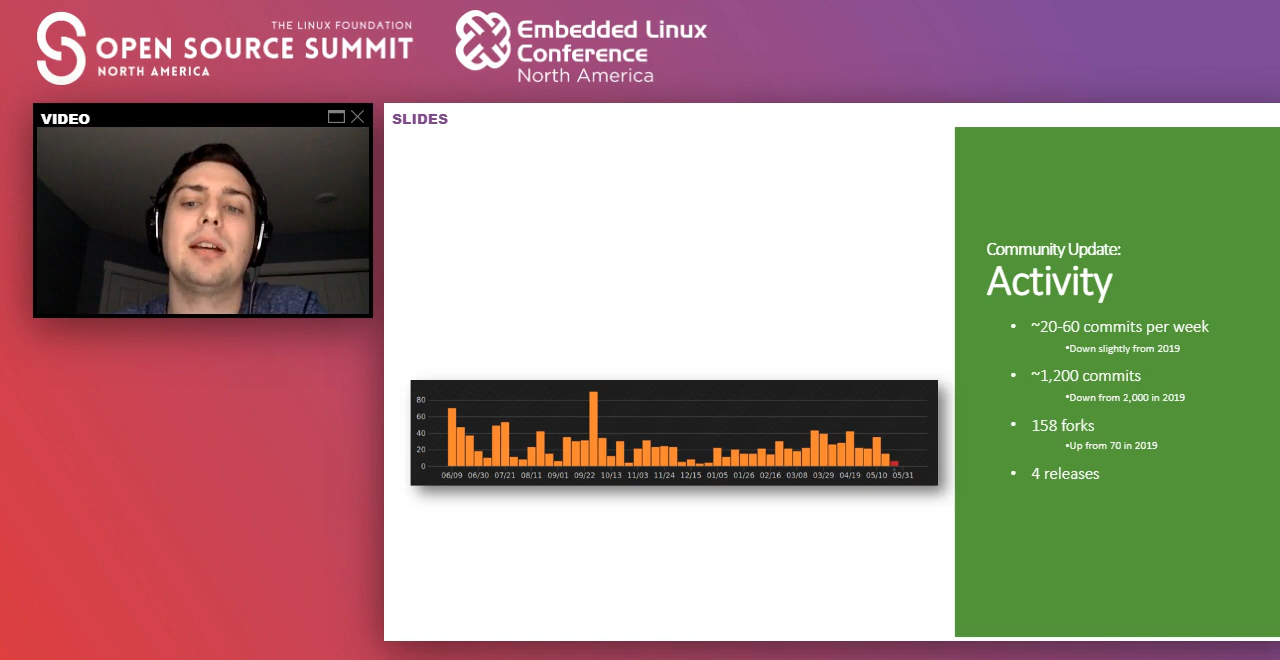 THE LINUX FOUNDATION
OPEN SOURCE SUMMIT
NORTH AMERICA
Embedded Linux
Conference
North America
VIDEO
SLIDES
80
60
40
20
0
06/09 06/30 07/21 08/11 09/01 09/22 10/13 11/03 11/24 12/15 01/05 01/26 02/16 03/08 03/29 04/19 05/10 05/31
Community Update:
Activity
• ~20-60 commits per week
•Down slightly from 2019
• ~1,200 commits
•Down from 2,000 in 2019
• 158 forks
•Up from 70 in 2019
• 4 releases